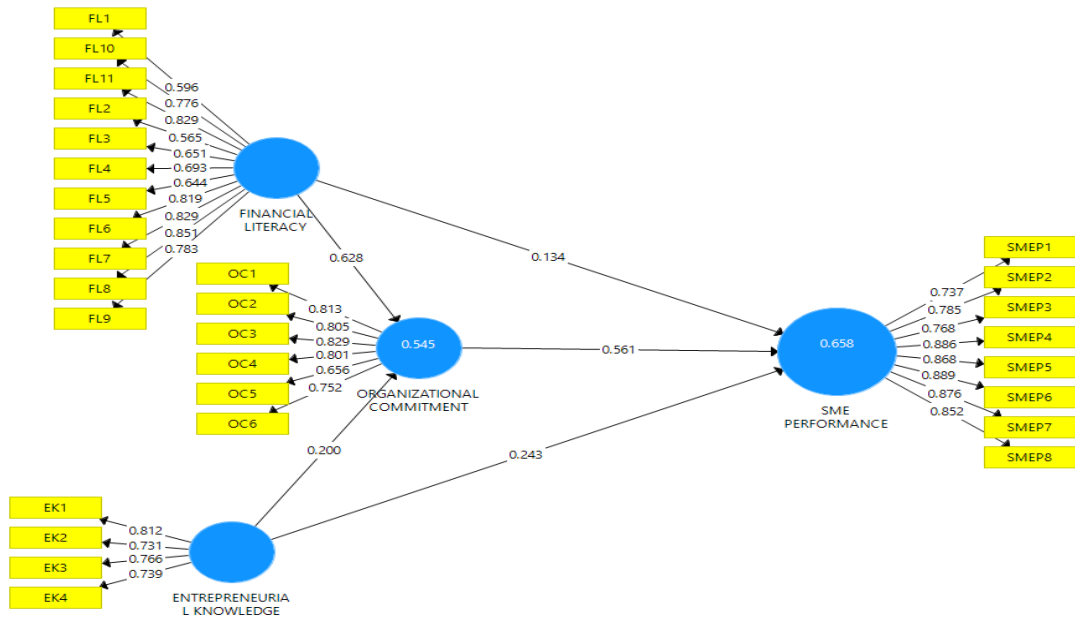 FL1
FL10
FL11
FL2
FL3
FL4
FL5
FL6
FL7
FL8
FL9
0.596
0.776
0.829
0.565
0.651
0.693
0.644
0.819
0.829
0.851
0.783
FINANCIAL
LITERACY
0.628
0.134
OC1
OC2
OC3
OC4
OC5
OC6
0.813
0.805
0.829
0.801
0.656
0.752
0.545
ORGANIZATIONAL
COMMITMENT
0.561
0.200
0.243
EK1
EK2
EK3
EK4
0.812
0.731
0.766
0.739
ENTREPRENEURIA
L KNOWLEDGE
0.658
SME
PERFORMANCE
0.737
0.785
0.768
0.886
0.868
0.889
0.876
0.852
SMEP1
SMEP2
SMEP3
SMEP4
SMEP5
SMEP6
SMEP7
SMEP8